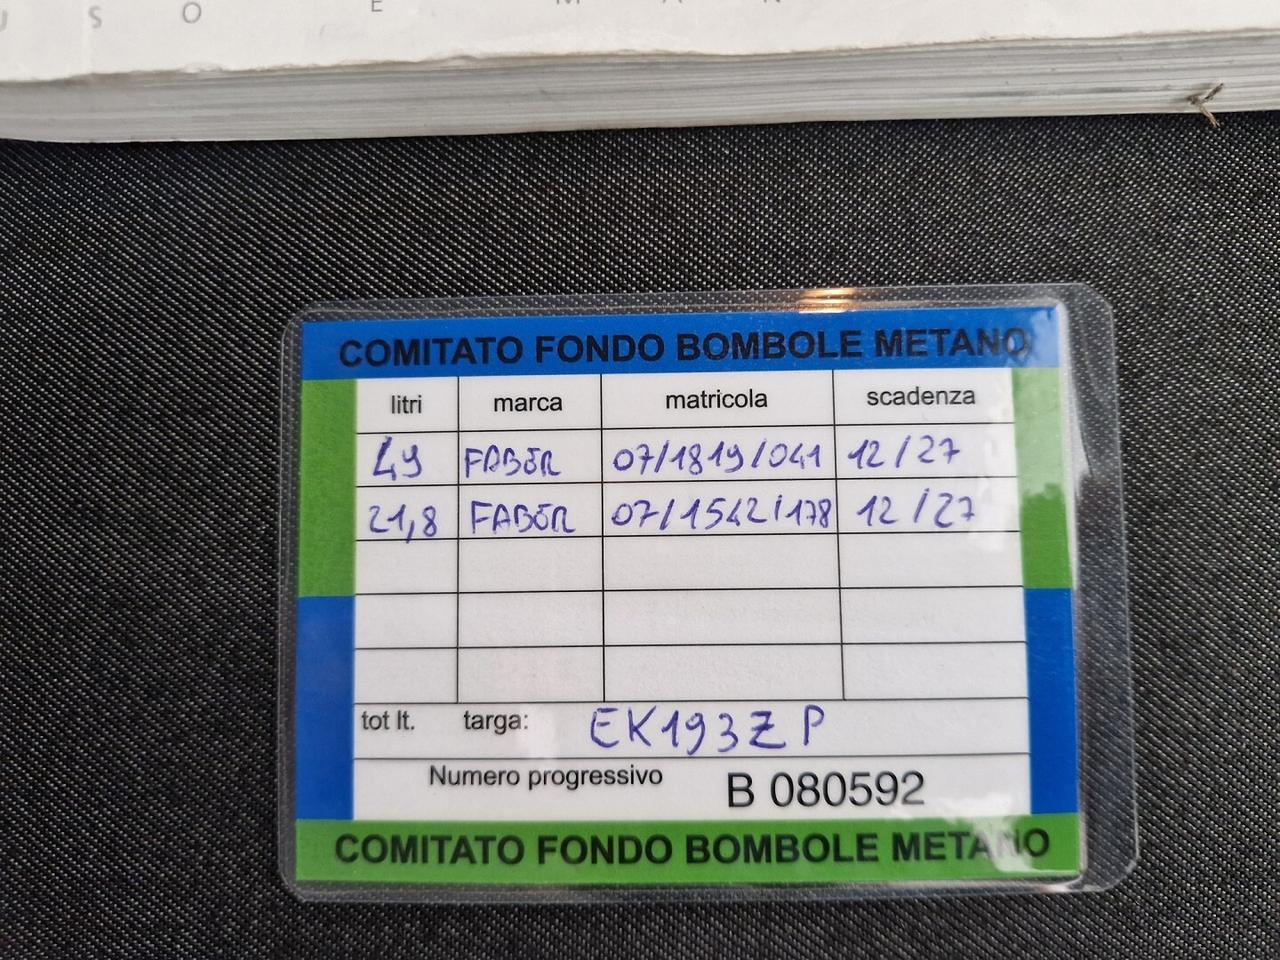 U S O E M A N
COMITATO FONDO BOMBOLE METANO
litri marca matricola scadenza
49 FABER 07/1819/041 12/27
21,8 FABER 07/1542/178 12/27
tot lt. targa: EK193ZP
Numero progressivo B 080592
COMITATO FONDO BOMBOLE METANO